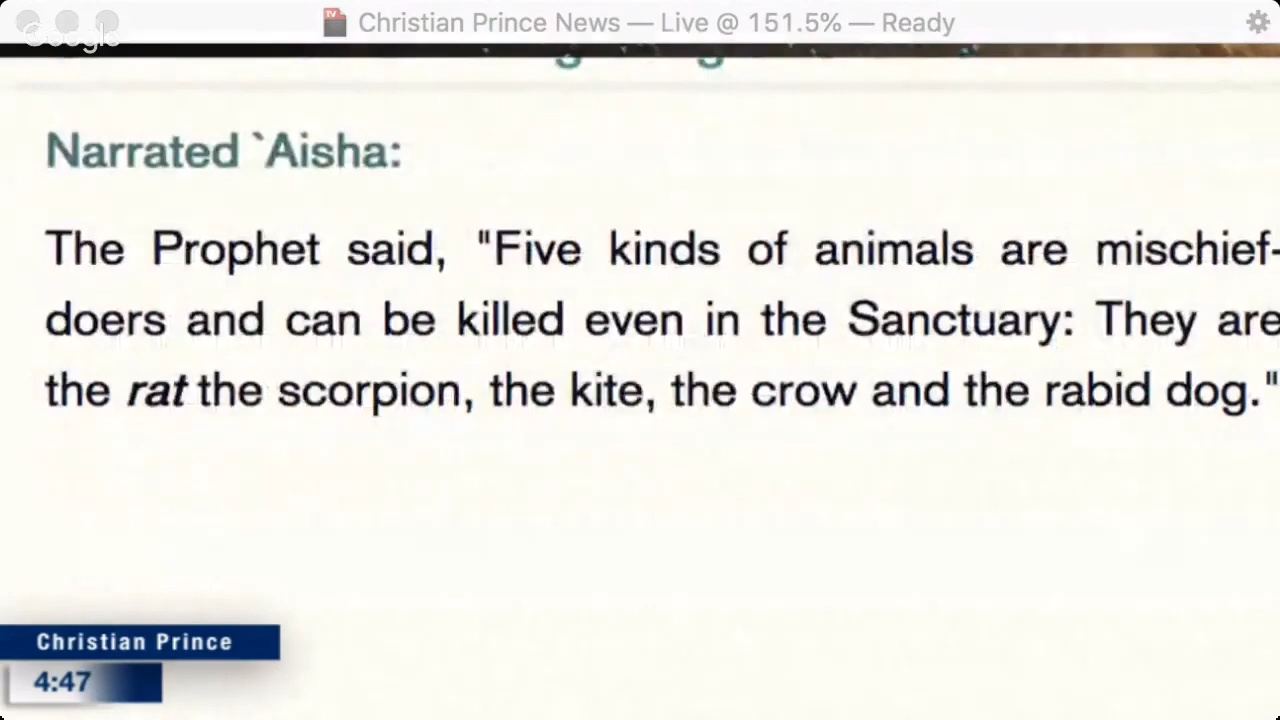 Christian Prince News — Live @ 151.5% — Ready
Google
Narrated `Aisha:
The Prophet said, "Five kinds of animals are mischief-
doers and can be killed even in the Sanctuary: They are
the rat the scorpion, the kite, the crow and the rabid dog."
Christian Prince
4:47